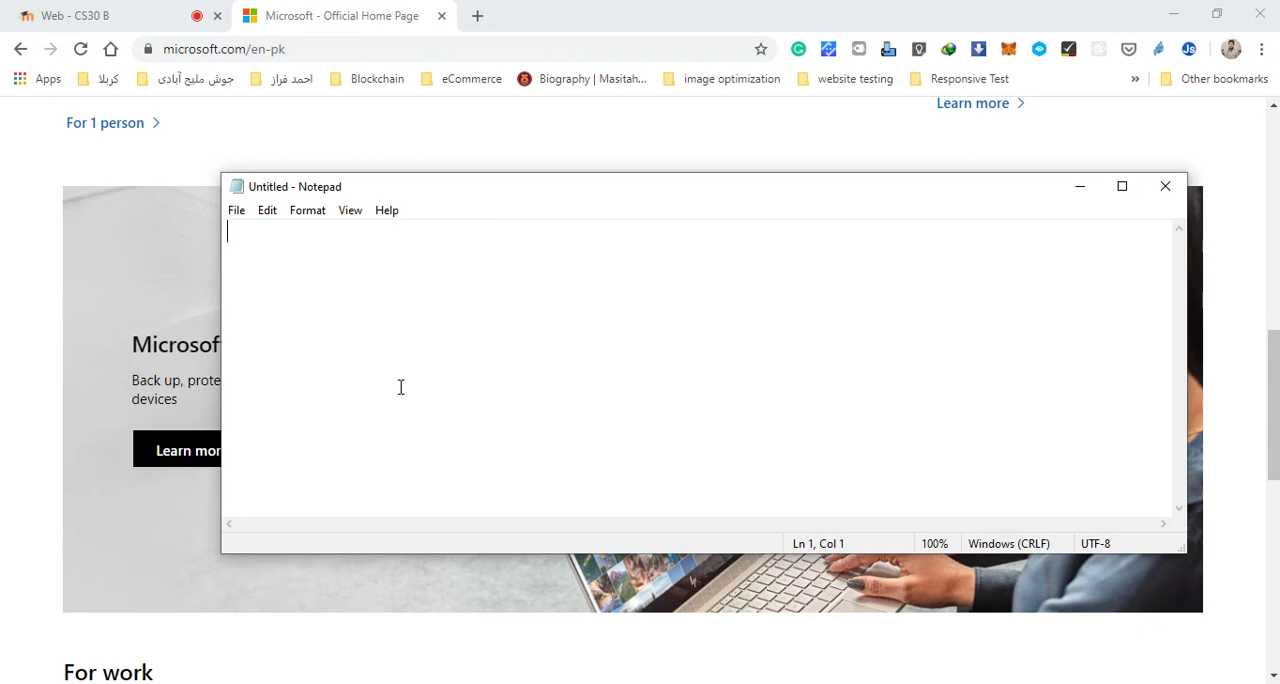 Web - CS30 B
Microsoft - Official Home Page
microsoft.com/en-pk
Apps
کربلا
جوش ملیح آبادی
احمد فراز
Blockchain
eCommerce
Biography | Masitah...
image optimization
website testing
Responsive Test
»
Other bookmarks
Learn more
For 1 person
Untitled - Notepad
File Edit Format View Help
Microsof
Back up, prote
devices
Learn mor
Ln 1, Col 1
100%
Windows (CRLF)
UTF-8
For work